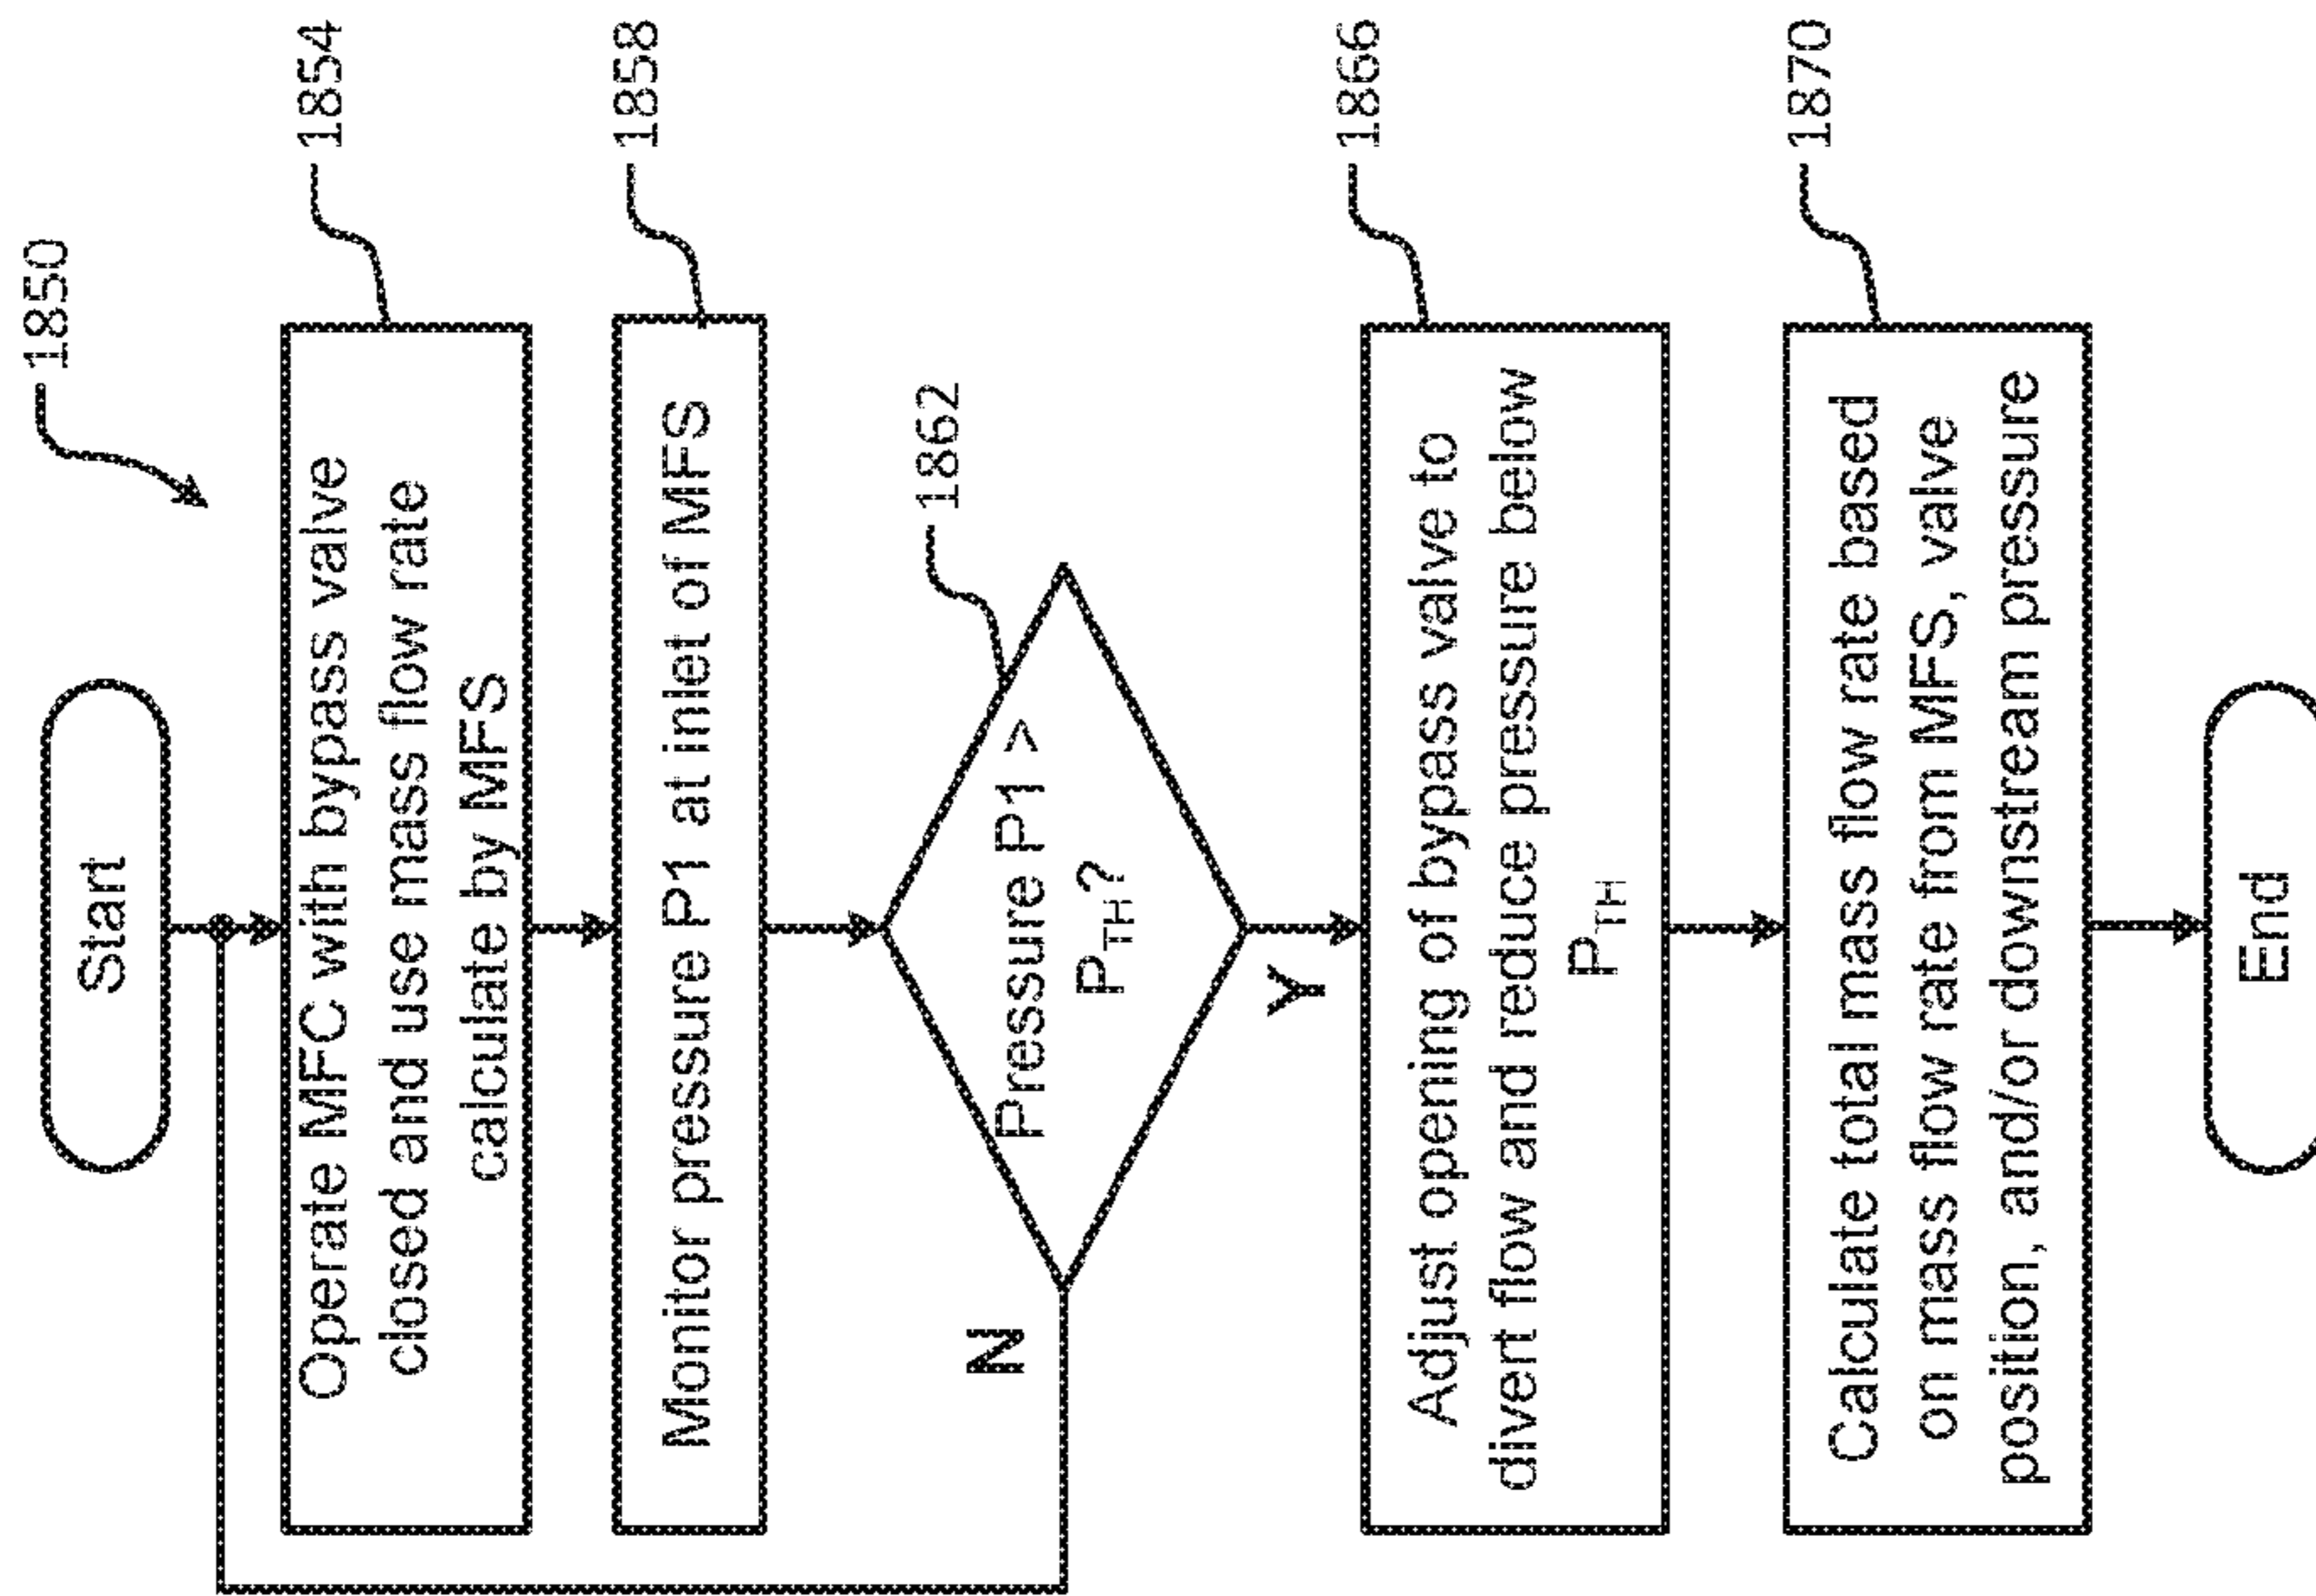 1850
Start
1854
Operate MFC with bypass valve
closed and use mass flow rate
calculate by MFS
1858
Monitor pressure P1 at inlet of MFS
1862
Pressure P1 >
P_TH?
N
Y
1866
Adjust opening of bypass valve to
divert flow and reduce pressure below
P_TH
1870
Calculate total mass flow rate based
on mass flow rate from MFS, valve
position, and/or downstream pressure
End